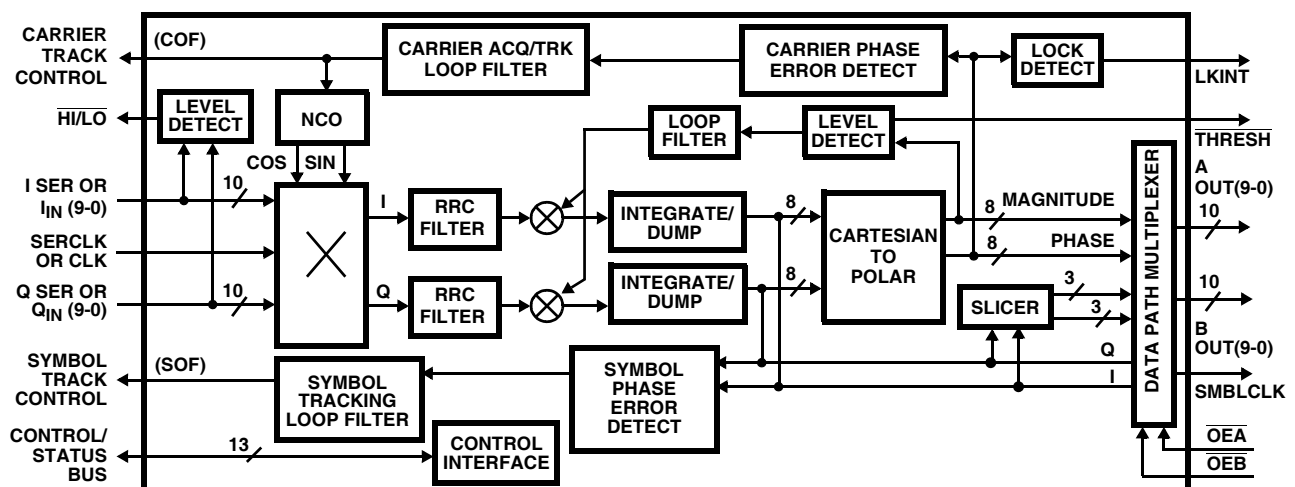 CARRIER
TRACK
CONTROL
(COF)
CARRIER ACQ/TRK
LOOP FILTER
CARRIER PHASE
ERROR DETECT
LOCK
DETECT
LKINT
HI/LO
LEVEL
DETECT
NCO
LOOP
FILTER
LEVEL
DETECT
THRESH
COS
SIN
I SER OR
I_IN (9-0)
10
I
RRC
FILTER
INTEGRATE/
DUMP
8
CARTESIAN
TO
POLAR
8
MAGNITUDE
8
PHASE
DATA PATH MULTIPLEXER
A
OUT(9-0)
10
SERCLK
OR CLK
Q SER OR
Q_IN (9-0)
10
Q
RRC
FILTER
INTEGRATE/
DUMP
8
SLICER
3
3
10
B
OUT(9-0)
SYMBOL
TRACK
CONTROL
(SOF)
SYMBOL
TRACKING
LOOP FILTER
SYMBOL
PHASE
ERROR
DETECT
Q
I
SMBLCLK
CONTROL/
STATUS
BUS
13
CONTROL
INTERFACE
OEA
OEB